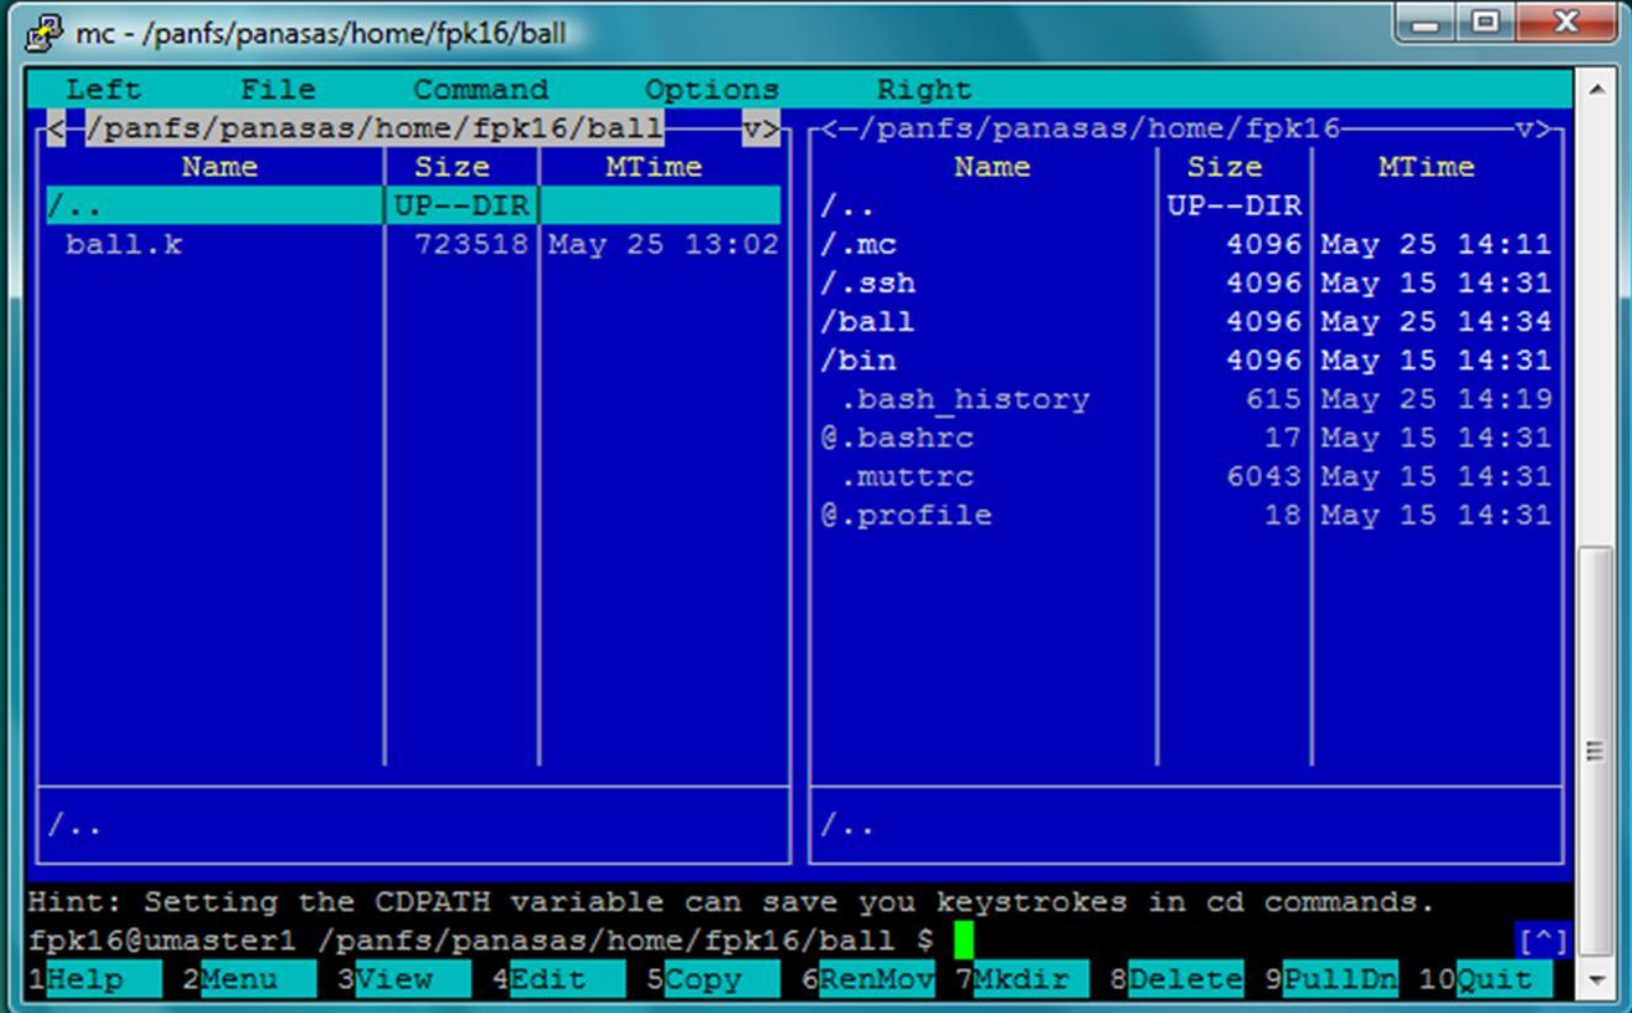 mc - /panfs/panasas/home/fpk16/ball
Left File Command Options Right
<-/panfs/panasas/home/fpk16/ball v> <-/panfs/panasas/home/fpk16 v>
Name Size MTime Name Size MTime
/.. UP--DIR /.. UP--DIR
ball.k 723518 May 25 13:02 /.mc 4096 May 25 14:11
/.ssh 4096 May 15 14:31
/ball 4096 May 25 14:34
/bin 4096 May 15 14:31
.bash_history 615 May 25 14:19
@.bashrc 17 May 15 14:31
.muttrc 6043 May 15 14:31
@.profile 18 May 15 14:31
/.. /..
Hint: Setting the CDPATH variable can save you keystrokes in cd commands.
fpk16@umaster1 /panfs/panasas/home/fpk16/ball $ [^]
1Help 2Menu 3View 4Edit 5Copy 6RenMov 7Mkdir 8Delete 9PullDn 10Quit